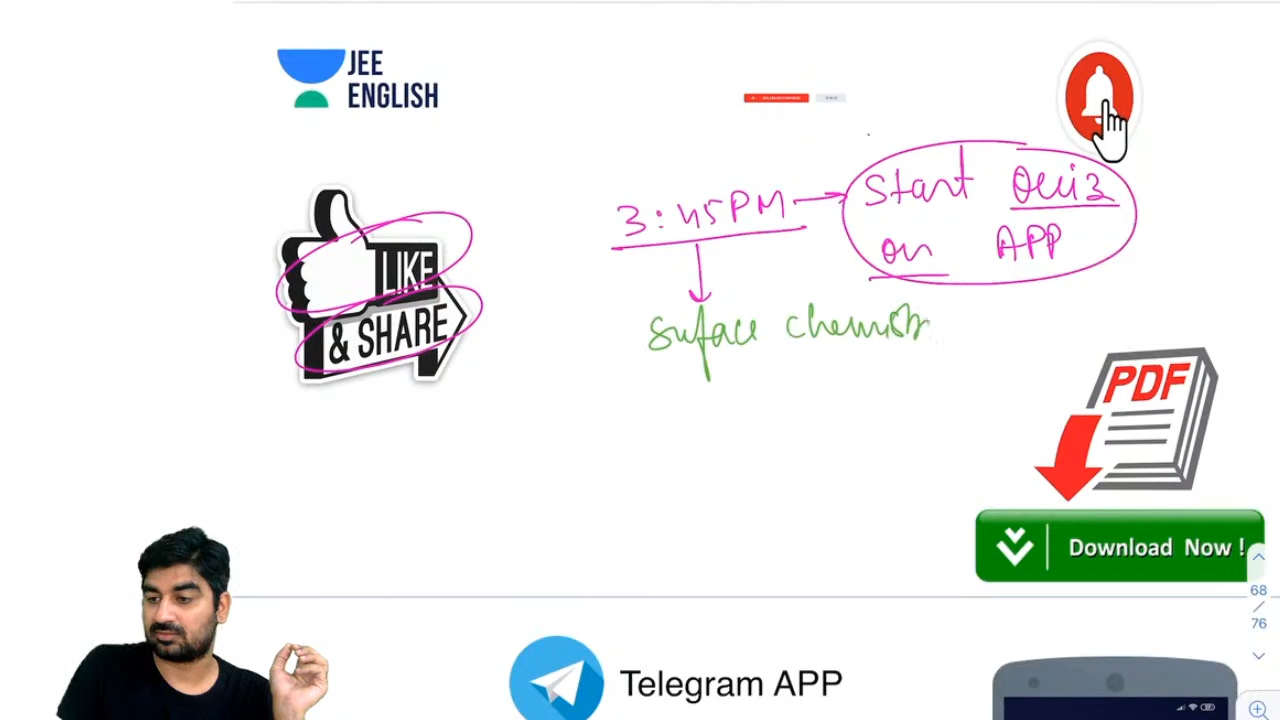 JEE
ENGLISH
3:45PM → Start Quiz
on APP
LIKE
& SHARE
Surface chemistr
PDF
Download Now !
68
/
76
Telegram APP